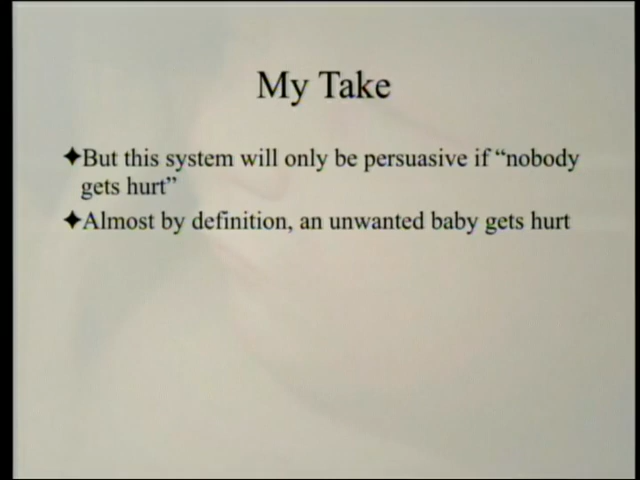 My Take
✦But this system will only be persuasive if “nobody
gets hurt”
✦Almost by definition, an unwanted baby gets hurt